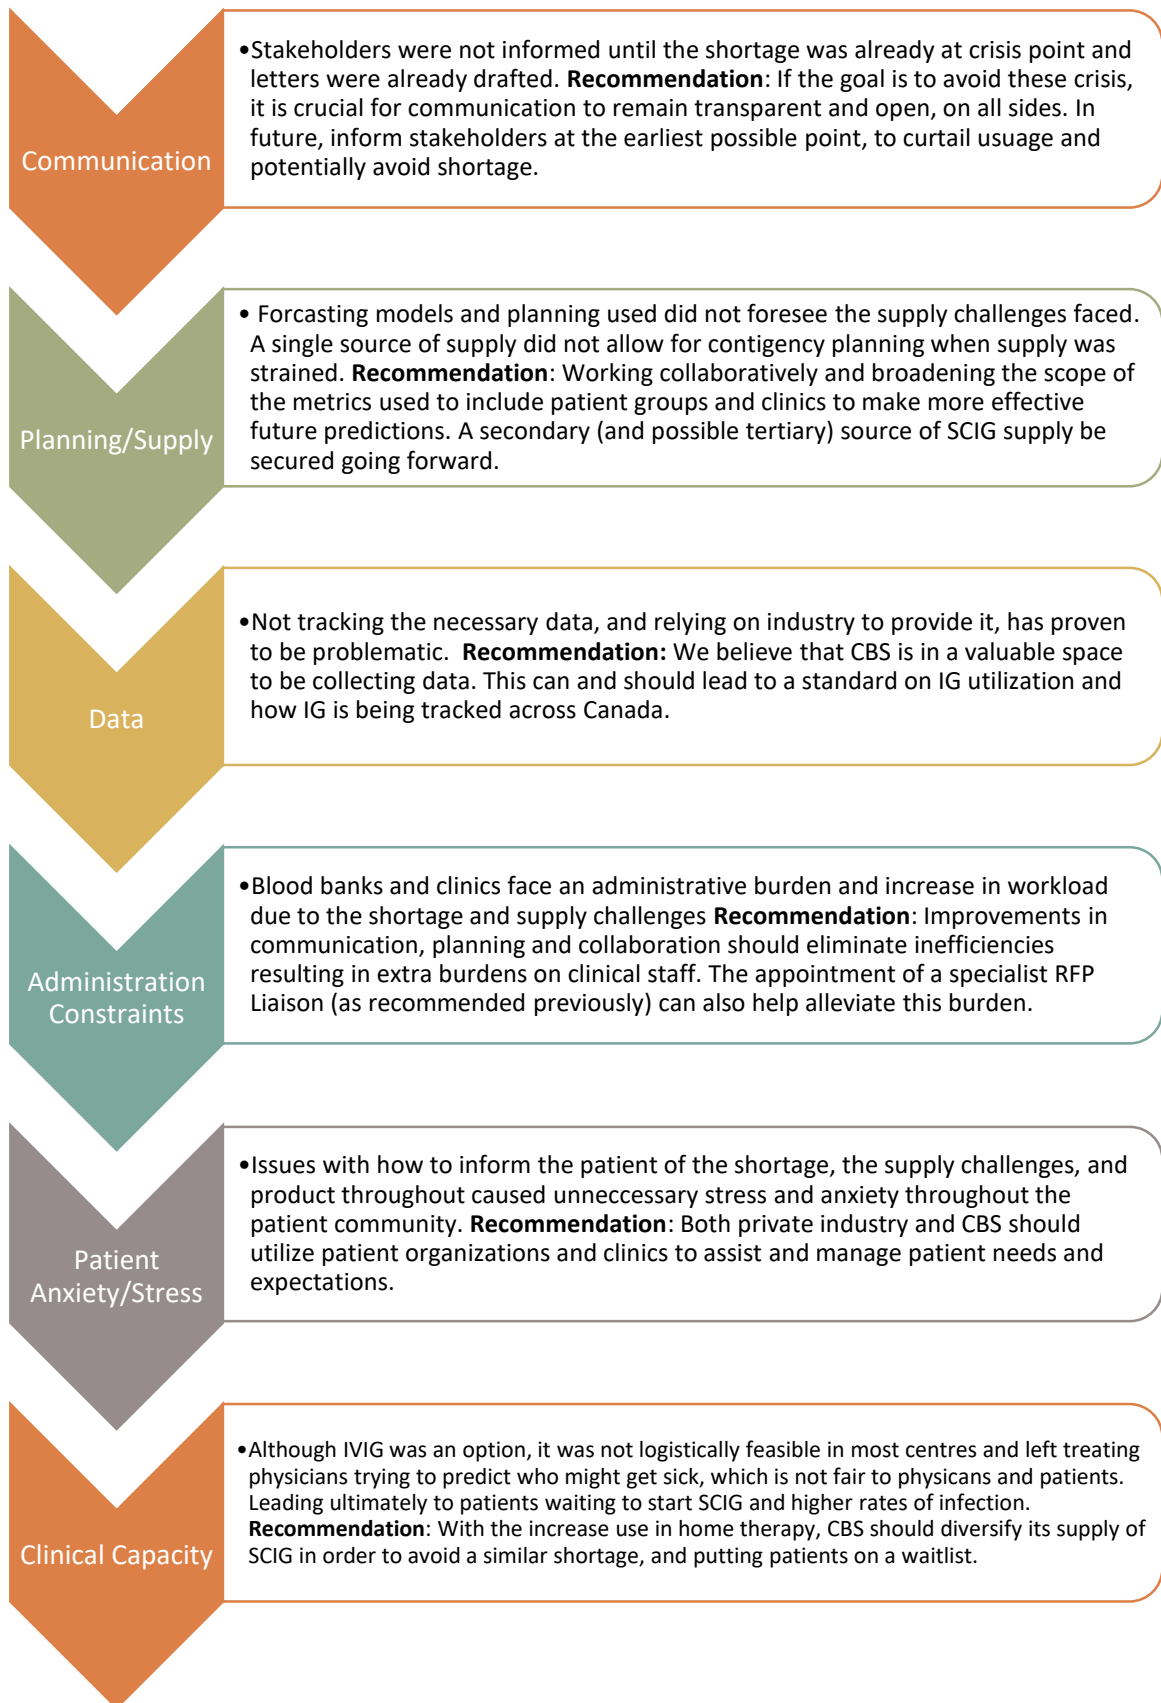 Communication
•Stakeholders were not informed until the shortage was already at crisis point and
letters were already drafted. Recommendation: If the goal is to avoid these crisis,
it is crucial for communication to remain transparent and open, on all sides. In
future, inform stakeholders at the earliest possible point, to curtail usuage and
potentially avoid shortage.
Planning/Supply
• Forcasting models and planning used did not foresee the supply challenges faced.
A single source of supply did not allow for contigency planning when supply was
strained. Recommendation: Working collaboratively and broadening the scope of
the metrics used to include patient groups and clinics to make more effective
future predictions. A secondary (and possible tertiary) source of SCIG supply be
secured going forward.
Data
•Not tracking the necessary data, and relying on industry to provide it, has proven
to be problematic. Recommendation: We believe that CBS is in a valuable space
to be collecting data. This can and should lead to a standard on IG utilization and
how IG is being tracked across Canada.
Administration
Constraints
•Blood banks and clinics face an administrative burden and increase in workload
due to the shortage and supply challenges Recommendation: Improvements in
communication, planning and collaboration should eliminate inefficiencies
resulting in extra burdens on clinical staff. The appointment of a specialist RFP
Liaison (as recommended previously) can also help alleviate this burden.
Patient
Anxiety/Stress
•Issues with how to inform the patient of the shortage, the supply challenges, and
product throughout caused unneccessary stress and anxiety throughout the
patient community. Recommendation: Both private industry and CBS should
utilize patient organizations and clinics to assist and manage patient needs and
expectations.
Clinical Capacity
•Although IVIG was an option, it was not logistically feasible in most centres and left treating
physicians trying to predict who might get sick, which is not fair to physicans and patients.
Leading ultimately to patients waiting to start SCIG and higher rates of infection.
Recommendation: With the increase use in home therapy, CBS should diversify its supply of
SCIG in order to avoid a similar shortage, and putting patients on a waitlist.